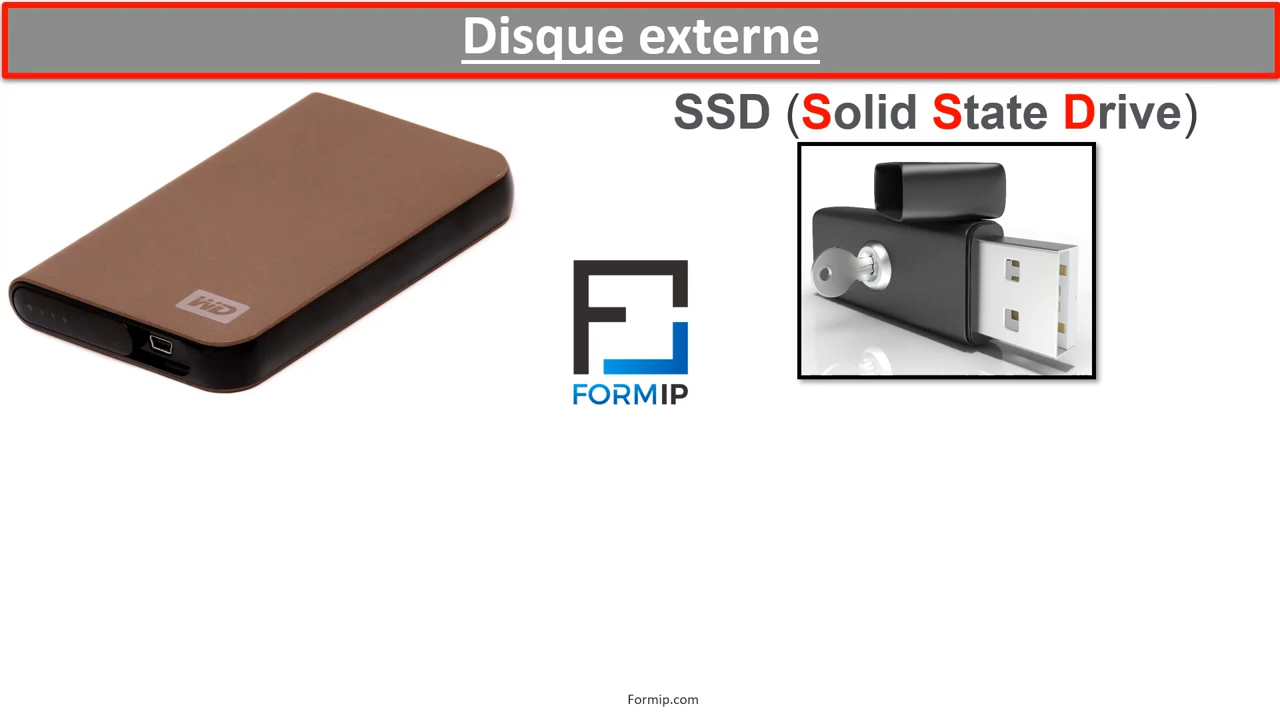 Disque externe
SSD (Solid State Drive)
WD
FORMIP
Formip.com